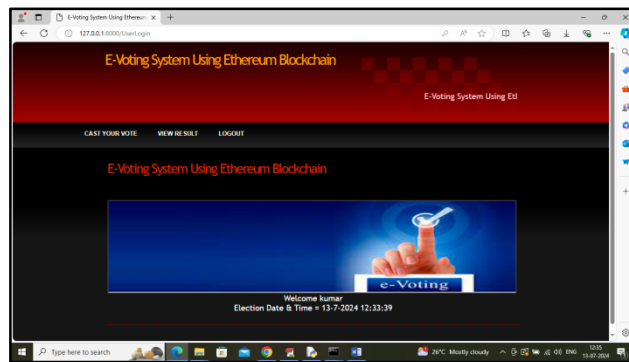 E-Voting System Using Ethereum
127.0.0.1:8000/UserLogin
E-Voting System Using Ethereum Blockchain
E-Voting System Using Etl
CAST YOUR VOTE VIEW RESULT LOGOUT
E-Voting System Using Ethereum Blockchain
e-Voting
Welcome kumar
Election Date & Time = 13-7-2024 12:33:39
Type here to search
26°C Mostly cloudy
ENG
12:35
13-07-2024